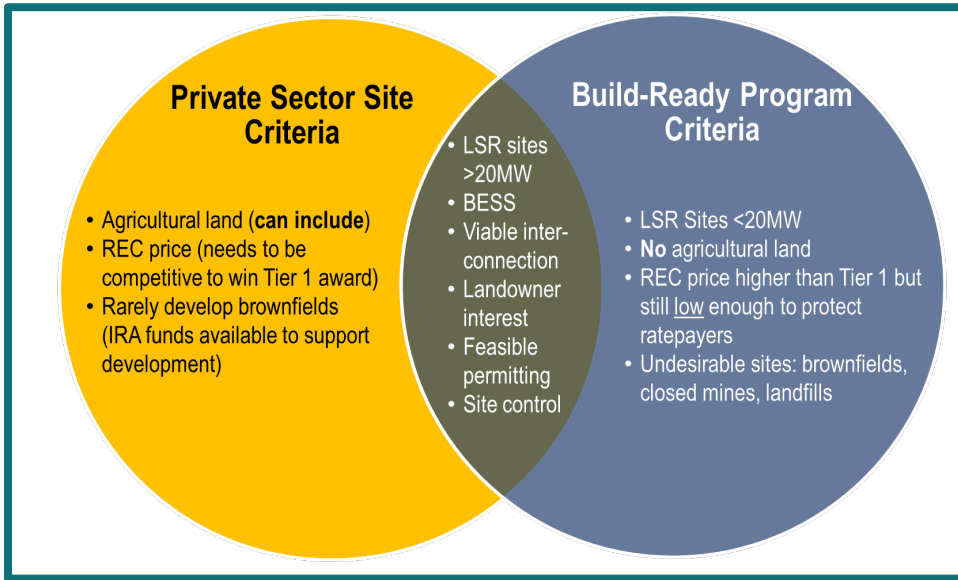 Private Sector Site
Criteria
• Agricultural land (can include)
• REC price (needs to be
competitive to win Tier 1 award)
• Rarely develop brownfields
(IRA funds available to support
development)
• LSR sites
>20MW
• BESS
• Viable inter-
connection
• Landowner
interest
• Feasible
permitting
• Site control
Build-Ready Program
Criteria
• LSR Sites <20MW
• No agricultural land
• REC price higher than Tier 1 but
still low enough to protect
ratepayers
• Undesirable sites: brownfields,
closed mines, landfills